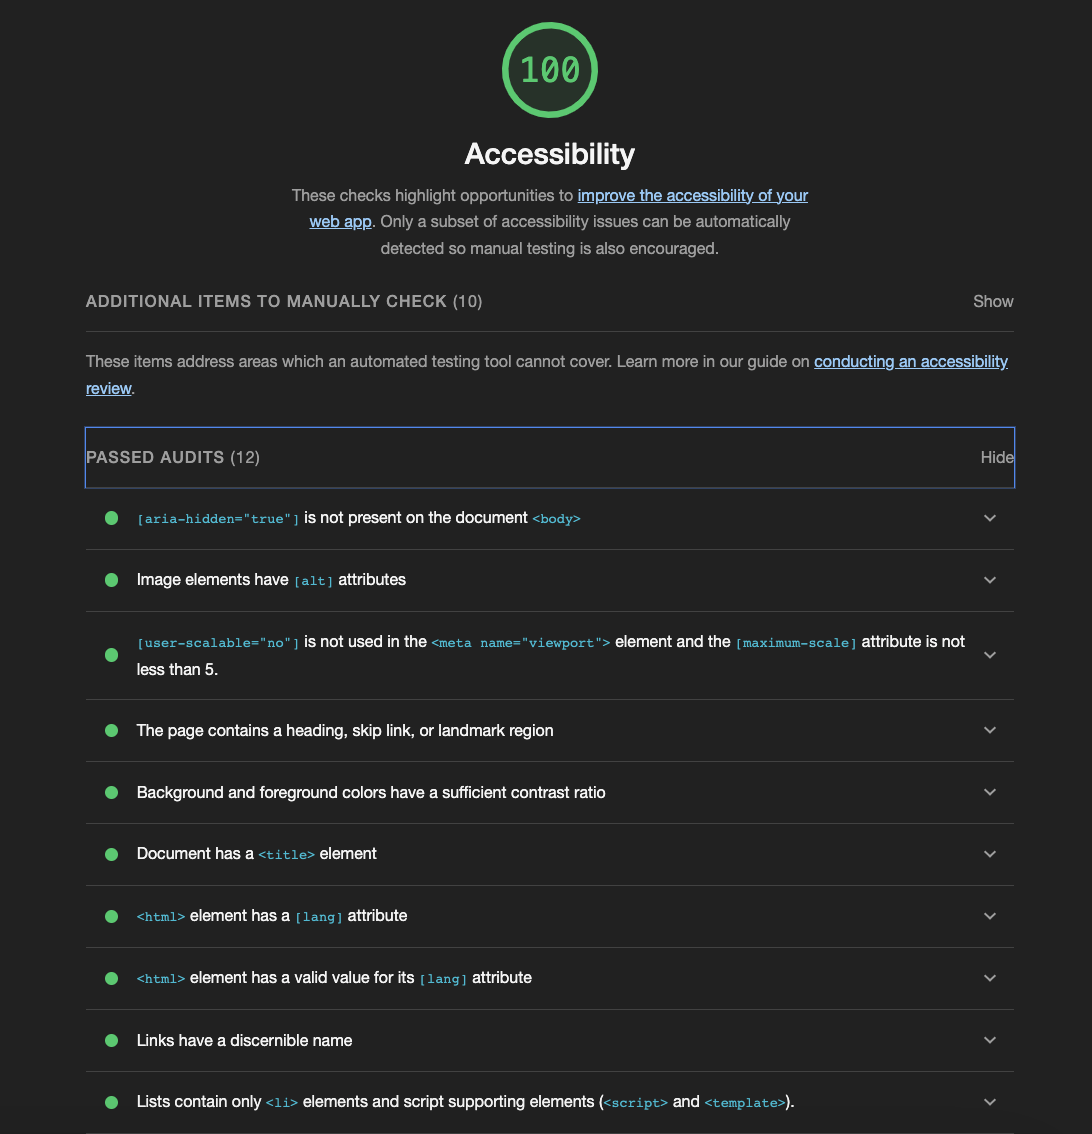 100
Accessibility
These checks highlight opportunities to improve the accessibility of your
web app. Only a subset of accessibility issues can be automatically
detected so manual testing is also encouraged.
ADDITIONAL ITEMS TO MANUALLY CHECK (10) Show
These items address areas which an automated testing tool cannot cover. Learn more in our guide on conducting an accessibility
review.
PASSED AUDITS (12) Hide
[aria-hidden="true"] is not present on the document <body>
Image elements have [alt] attributes
[user-scalable="no"] is not used in the <meta name="viewport"> element and the [maximum-scale] attribute is not
less than 5.
The page contains a heading, skip link, or landmark region
Background and foreground colors have a sufficient contrast ratio
Document has a <title> element
<html> element has a [lang] attribute
<html> element has a valid value for its [lang] attribute
Links have a discernible name
Lists contain only <li> elements and script supporting elements (<script> and <template>).